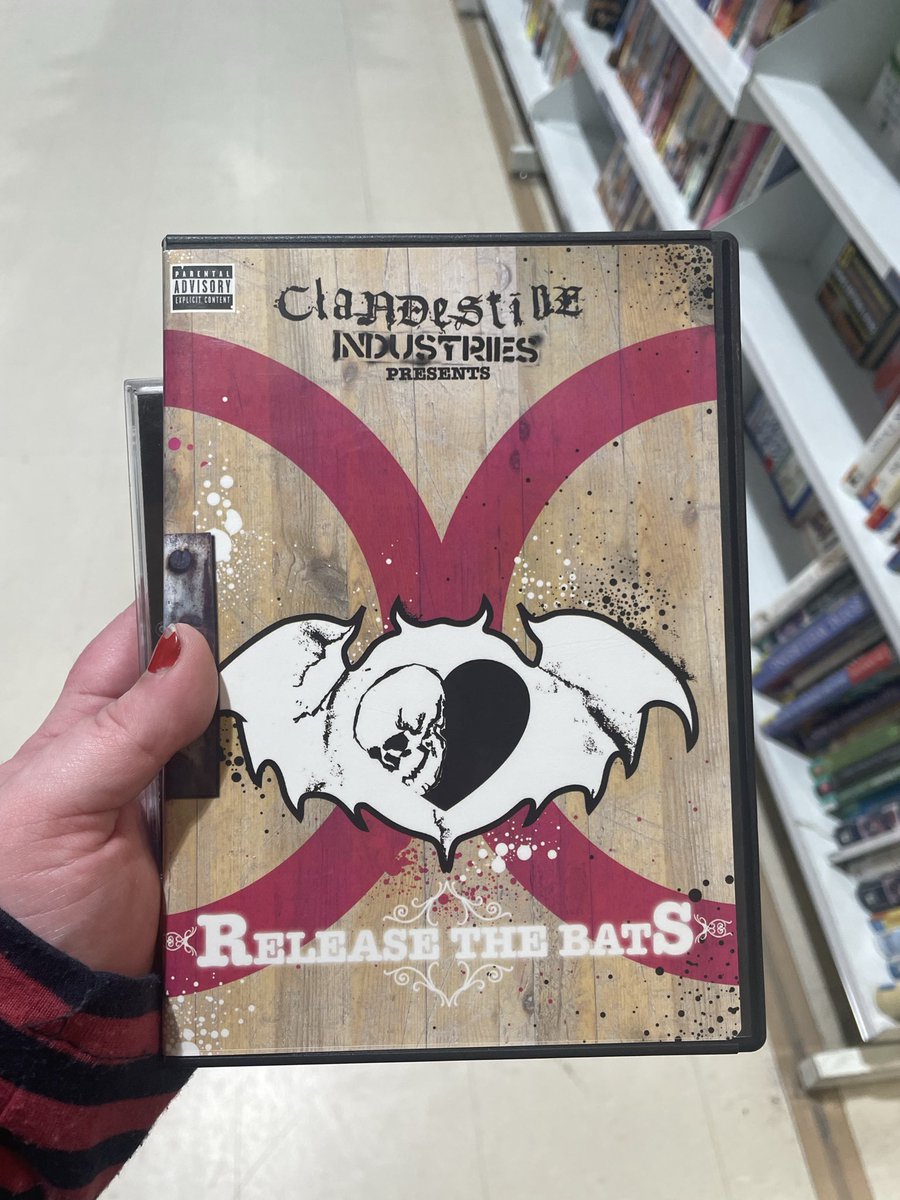 PARENTAL
ADVISORY
EXPLICIT CONTENT
ClaNDestiNE
INDUSTRIES
PRESENTS
RELEASE THE BATS